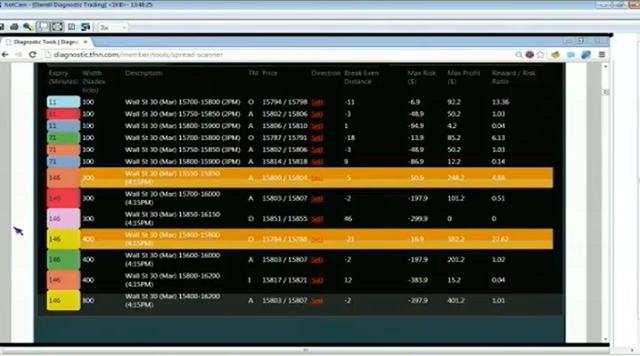 HotCam - [Darrell Diagnostic Trading] <1KB> - 13:48:25
3x
Diagnostic Tools | Diagno
diagnostic.tfnn.com/member/tools/spread-scanner
Expiry (Minutes) Width (Nadex ticks) Description TM Price Direction Break Even Distance Max Risk (£) Max Profit (£) Reward / Risk Ratio
11 100 Wall St 30 (Mar) 15700-15800 (2PM) O 15794 / 15798 Sell -11 -6.9 92.2 13.36
11 100 Wall St 30 (Mar) 15750-15850 (2PM) A 15802 / 15806 Sell -3 -48.9 50.2 1.03
11 100 Wall St 30 (Mar) 15800-15900 (2PM) A 15806 / 15810 Sell 1 -94.9 4.2 0.04
71 100 Wall St 30 (Mar) 15700-15800 (3PM) O 15787 / 15791 Sell -18 -13.9 85.2 6.13
71 100 Wall St 30 (Mar) 15750-15850 (3PM) A 15802 / 15806 Sell -3 -48.9 50.2 1.03
71 100 Wall St 30 (Mar) 15800-15900 (3PM) A 15814 / 15818 Sell 9 -86.9 12.2 0.14
146 300 Wall St 30 (Mar) 15550-15850 (4:15PM) A 15800 / 15804 Sell -5 -50.9 248.2 4.88
146 300 Wall St 30 (Mar) 15700-16000 (4:15PM) A 15803 / 15807 Sell -2 -197.9 101.2 0.51
146 300 Wall St 30 (Mar) 15850-16150 (4:15PM) O 15851 / 15855 Sell 46 -299.9 0 0
146 400 Wall St 30 (Mar) 15400-15800 (4:15PM) O 15784 / 15788 Sell -21 -16.9 382.2 22.62
146 400 Wall St 30 (Mar) 15600-16000 (4:15PM) A 15803 / 15807 Sell -2 -197.9 201.2 1.02
146 400 Wall St 30 (Mar) 15800-16200 (4:15PM) I 15817 / 15821 Sell 12 -383.9 15.2 0.04
146 800 Wall St 30 (Mar) 15400-16200 (4:15PM) A 15803 / 15807 Sell -2 -397.9 401.2 1.01